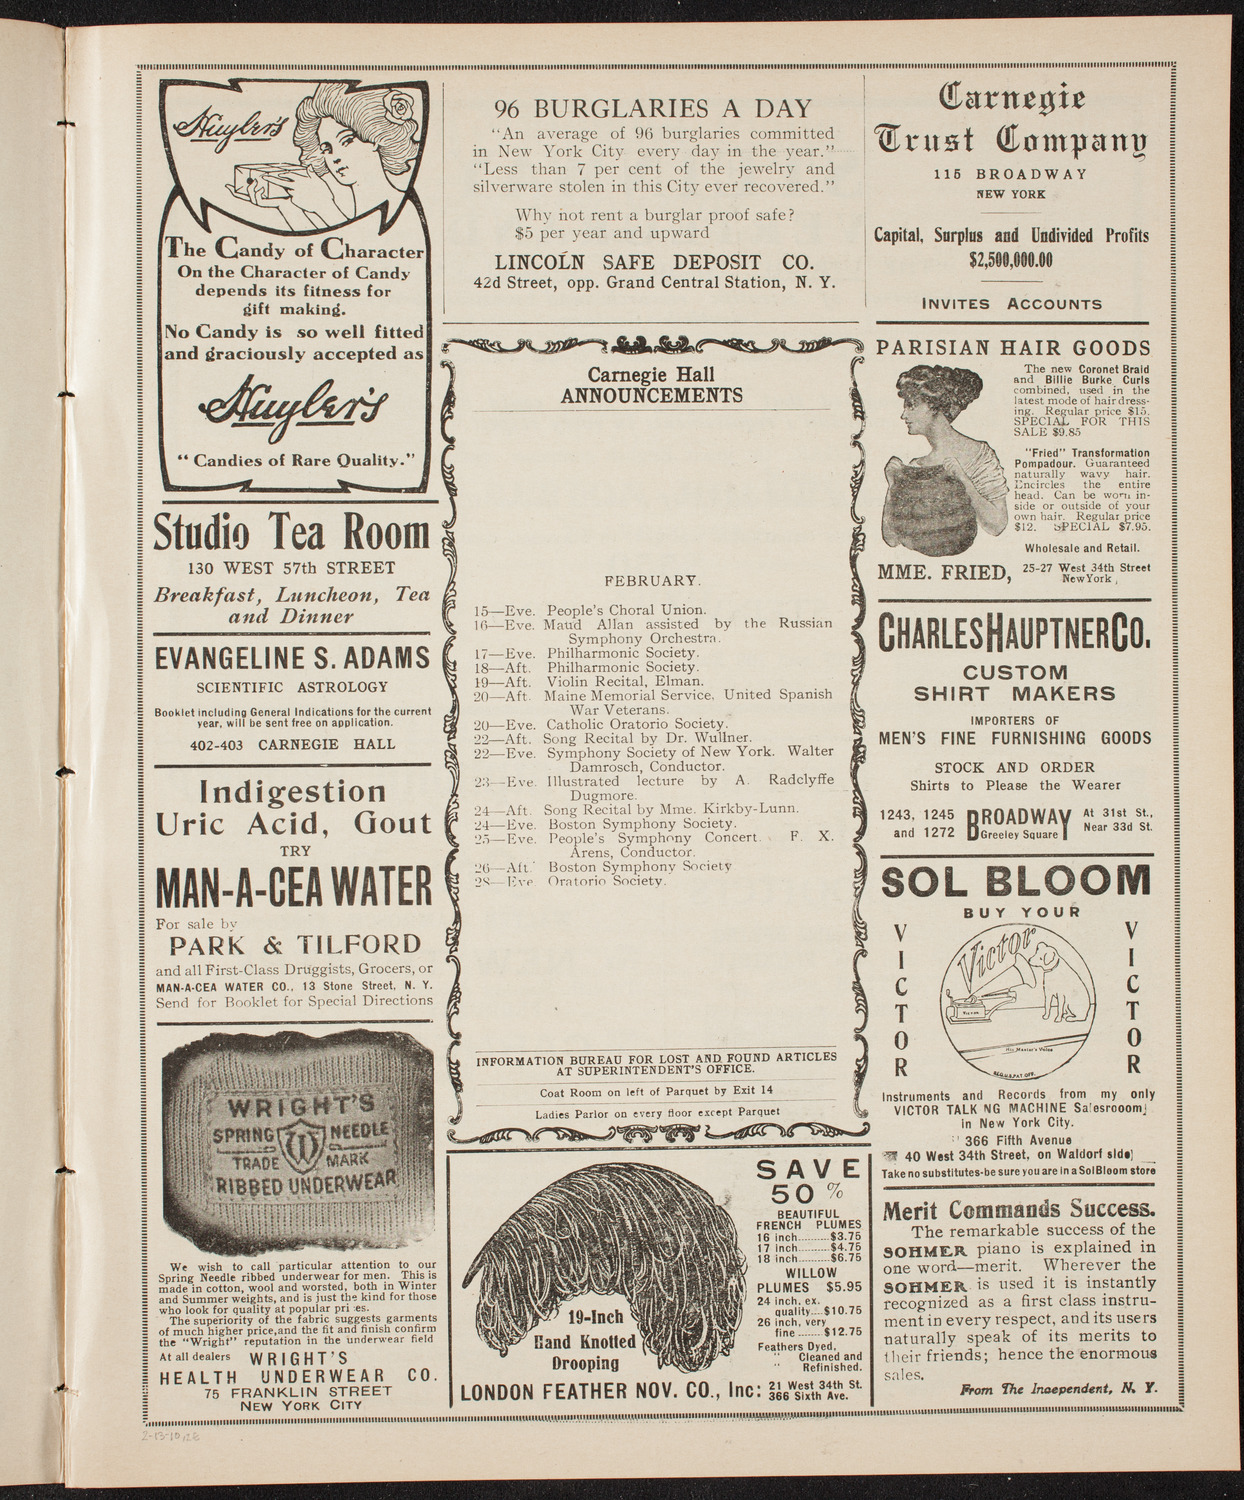 Huyler's
The Candy of Character
On the Character of Candy
depends its fitness for
gift making.
No Candy is so well fitted
and graciously accepted as
Huyler's
“Candies of Rare Quality.”
Studio Tea Room
130 WEST 57th STREET
Breakfast, Luncheon, Tea
and Dinner
EVANGELINE S. ADAMS
SCIENTIFIC ASTROLOGY
Booklet including General Indications for the current
year, will be sent free on application.
402-403 CARNEGIE HALL
Indigestion
Uric Acid, Gout
TRY
MAN-A-CEA WATER
For sale by
PARK & TILFORD
and all First-Class Druggists, Grocers, or
MAN-A-CEA WATER CO., 13 Stone Street, N. Y.
Send for Booklet for Special Directions
WRIGHT'S
SPRING NEEDLE
TRADE MARK
RIBBED UNDERWEAR
We wish to call particular attention to our
Spring Needle ribbed underwear for men. This is
made in cotton, wool and worsted, both in Winter
and Summer weights, and is just the kind for those
who look for quality at popular pri es.
The superiority of the fabric suggests garments
of much higher price,and the fit and finish confirm
the “Wright” reputation in the underwear field
At all dealers WRIGHT'S
HEALTH UNDERWEAR CO.
75 FRANKLIN STREET
NEW YORK CITY
96 BURGLARIES A DAY
“An average of 96 burglaries committed
in New York City every day in the year.”
“Less than 7 per cent of the jewelry and
silverware stolen in this City ever recovered.”
Why not rent a burglar proof safe?
$5 per year and upward
LINCOLN SAFE DEPOSIT CO.
42d Street, opp. Grand Central Station, N. Y.
Carnegie Hall
ANNOUNCEMENTS
FEBRUARY.
15—Eve. People's Choral Union.
16—Eve. Maud Allan assisted by the Russian
Symphony Orchestra.
17—Eve. Philharmonic Society.
18—Aft. Philharmonic Society.
19—Aft. Violin Recital, Elman.
20—Aft. Maine Memorial Service, United Spanish
War Veterans.
20—Eve. Catholic Oratorio Society.
22—Aft. Song Recital by Dr. Wullner.
22—Eve. Symphony Society of New York. Walter
Damrosch, Conductor.
23—Eve. Illustrated lecture by A. Radclyffe
Dugmore.
24—Aft. Song Recital by Mme. Kirkby-Lunn.
24—Eve. Boston Symphony Society.
25—Eve. People's Symphony Concert. F. X.
Arens, Conductor.
26—Aft. Boston Symphony Society
28—Eve Oratorio Society.
INFORMATION BUREAU FOR LOST AND FOUND ARTICLES
AT SUPERINTENDENT'S OFFICE.
Coat Room on left of Parquet by Exit 14
Ladies Parlor on every floor except Parquet
SAVE
50 %
BEAUTIFUL
FRENCH PLUMES
16 inch..........$3.75
17 inch..........$4.75
18 inch..........$6.75
WILLOW
PLUMES $5.95
24 inch, ex.
quality....$10.75
26 inch, very
fine........$12.75
Feathers Dyed,
" Cleaned and
" Refinished.
19-Inch
Hand Knotted
Drooping
LONDON FEATHER NOV. CO., Inc: 21 West 34th St.
366 Sixth Ave.
Carnegie
Trust Company
115 BROADWAY
NEW YORK
Capital, Surplus and Undivided Profits
$2,500,000.00
INVITES ACCOUNTS
PARISIAN HAIR GOODS
The new Coronet Braid
and Billie Burke Curls
combined, used in the
latest mode of hairdress-
ing. Regular price $15.
SPECIAL FOR THIS
SALE $9.85
"Fried" Transformation
Pompadour. Guaranteed
naturally wavy hair.
Encircles the entire
head. Can be worn in-
side or outside of your
own hair. Regular price
$12. SPECIAL $7.95.
Wholesale and Retail.
MME. FRIED, 25-27 West 34th Street
NewYork
CHARLES HAUPTNER CO.
CUSTOM
SHIRT MAKERS
IMPORTERS OF
MEN'S FINE FURNISHING GOODS
STOCK AND ORDER
Shirts to Please the Wearer
1243, 1245 and 1272 BROADWAY Greeley Square At 31st St., Near 33d St.
SOL BLOOM
BUY YOUR
VICTOR
Victor
VICTOR
His Master's Voice
REG.U.S.PAT.OFF.
Instruments and Records from my only
VICTOR TALK NG MACHINE Salesrooom
in New York City.
366 Fifth Avenue
40 West 34th Street, on Waldorf side
Take no substitutes-be sure you are in a Sol Bloom store
Merit Commands Success.
The remarkable success of the
SOHMER piano is explained in
one word—merit. Wherever the
SOHMER is used it is instantly
recognized as a first class instru-
ment in every respect, and its users
naturally speak of its merits to
their friends; hence the enormous
sales.
From The Independent, N. Y.
2-13-10,2E